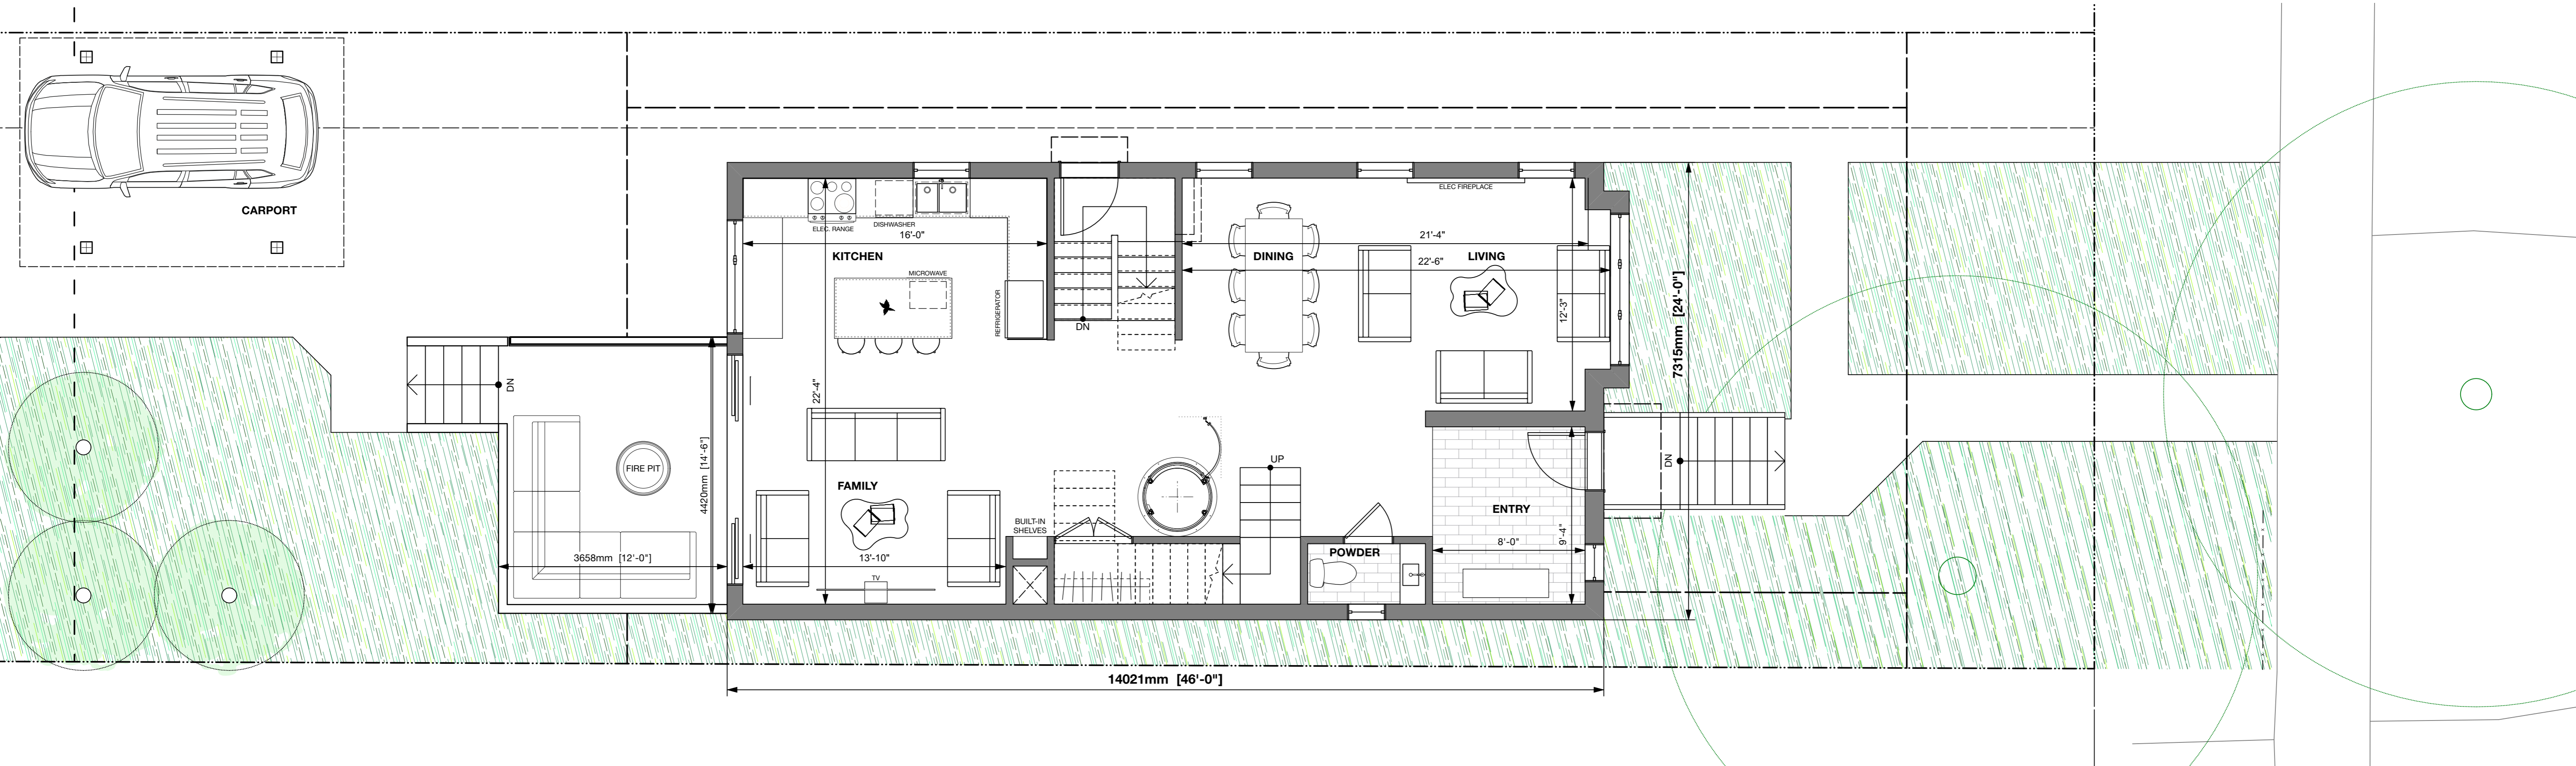 CARPORT
ELEC FIREPLACE
DISHWASHER
ELEC. RANGE
16'-0"
21'-4"
KITCHEN
DINING
LIVING
22'-6"
MICROWAVE
REFRIGERATOR
12'-3"
7315mm [24'-0"]
DN
DN
22'-4"
4420mm [14'-6"]
FIRE PIT
UP
DN
FAMILY
ENTRY
BUILT-IN
SHELVES
9'-4"
8'-0"
POWDER
3658mm [12'-0"]
13'-10"
TV
14021mm [46'-0"]